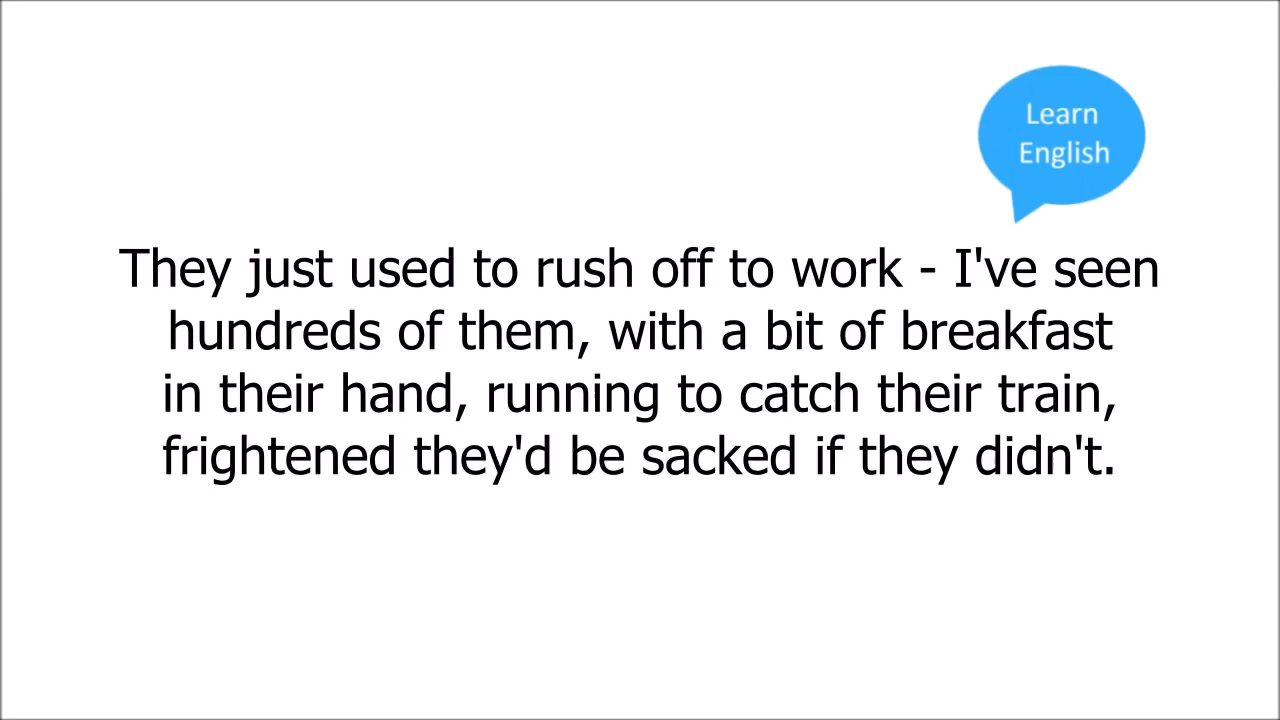 Learn
English
They just used to rush off to work - I've seen
hundreds of them, with a bit of breakfast
in their hand, running to catch their train,
frightened they'd be sacked if they didn't.